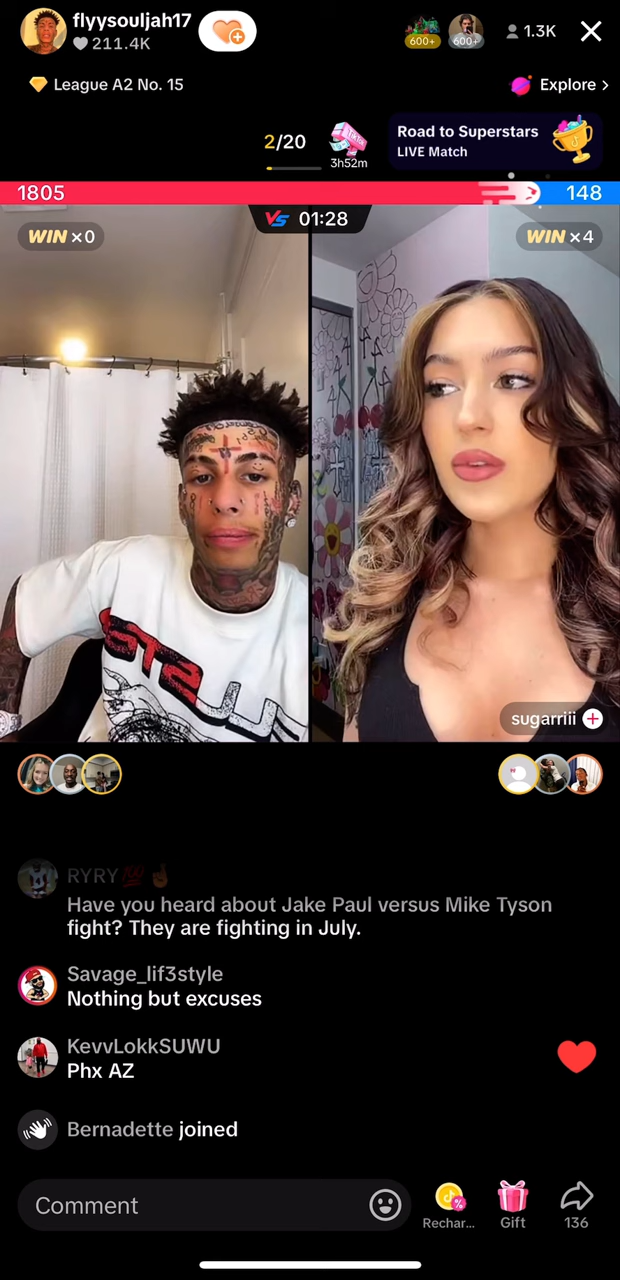 flyysouljah17
211.4K
600+
600+
1.3K
League A2 No. 15
Explore >
2/20
3h52m
Road to Superstars
LIVE Match
1805
148
VS 01:28
WIN ×0
WIN ×4
sugarriii
RYRY💯🤞
Have you heard about Jake Paul versus Mike Tyson
fight? They are fighting in July.
Savage_lif3style
Nothing but excuses
KevvLokkSUWU
Phx AZ
Bernadette joined
Comment
Rechar...
Gift
136